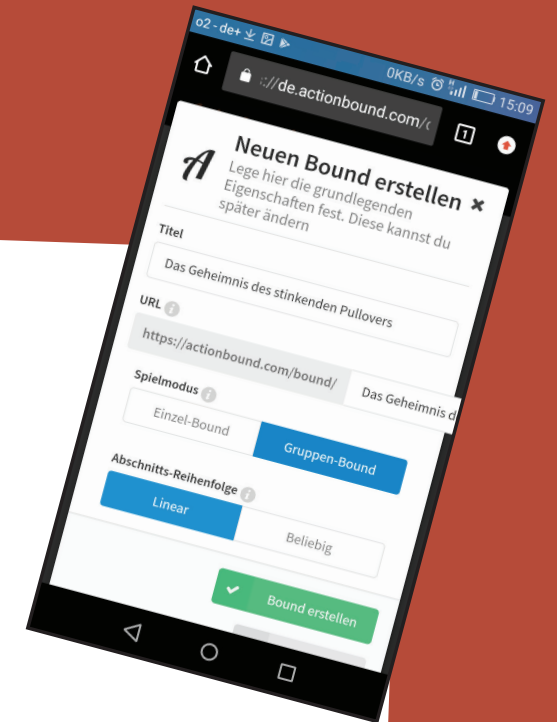 o2 - de+
0KB/s
15:09
://de.actionbound.com/
1
A
Neuen Bound erstellen
Lege hier die grundlegenden
Eigenschaften fest. Diese kannst du
später ändern
Titel
Das Geheimnis des stinkenden Pullovers
URL
https://actionbound.com/bound/ Das Geheimnis d
Spielmodus
Einzel-Bound Gruppen-Bound
Abschnitts-Reihenfolge
Linear Beliebig
Bound erstellen